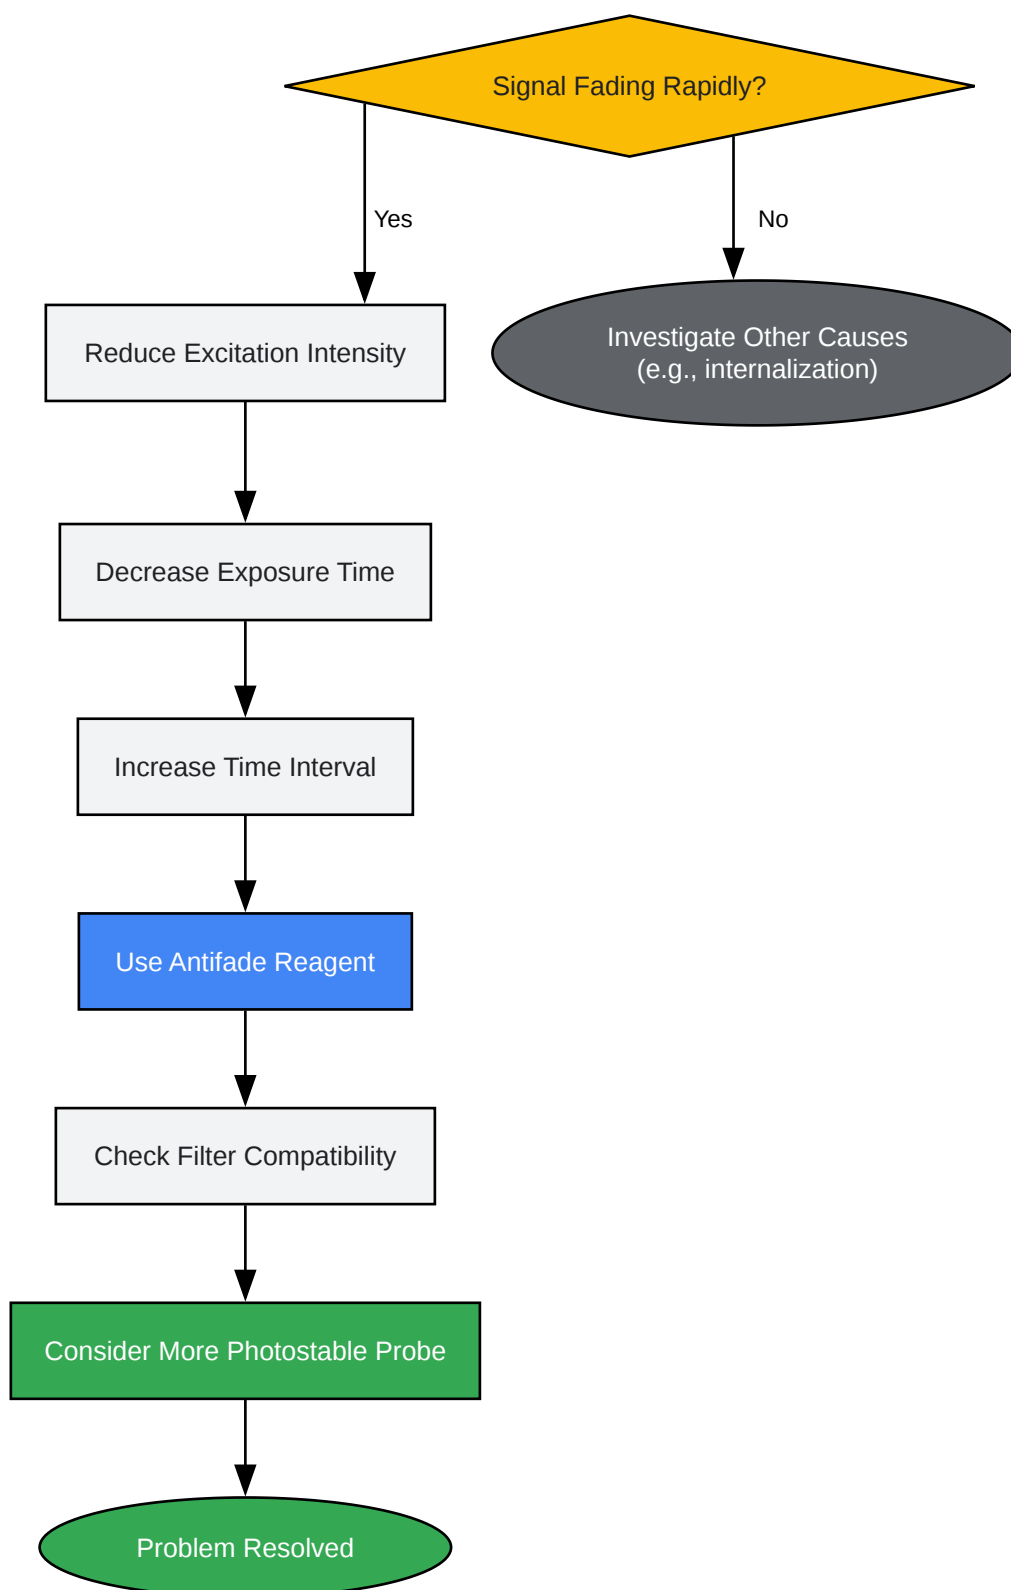 Signal Fading Rapidly?
Yes
No
Reduce Excitation Intensity
Investigate Other Causes
(e.g., internalization)
Decrease Exposure Time
Increase Time Interval
Use Antifade Reagent
Check Filter Compatibility
Consider More Photostable Probe
Problem Resolved